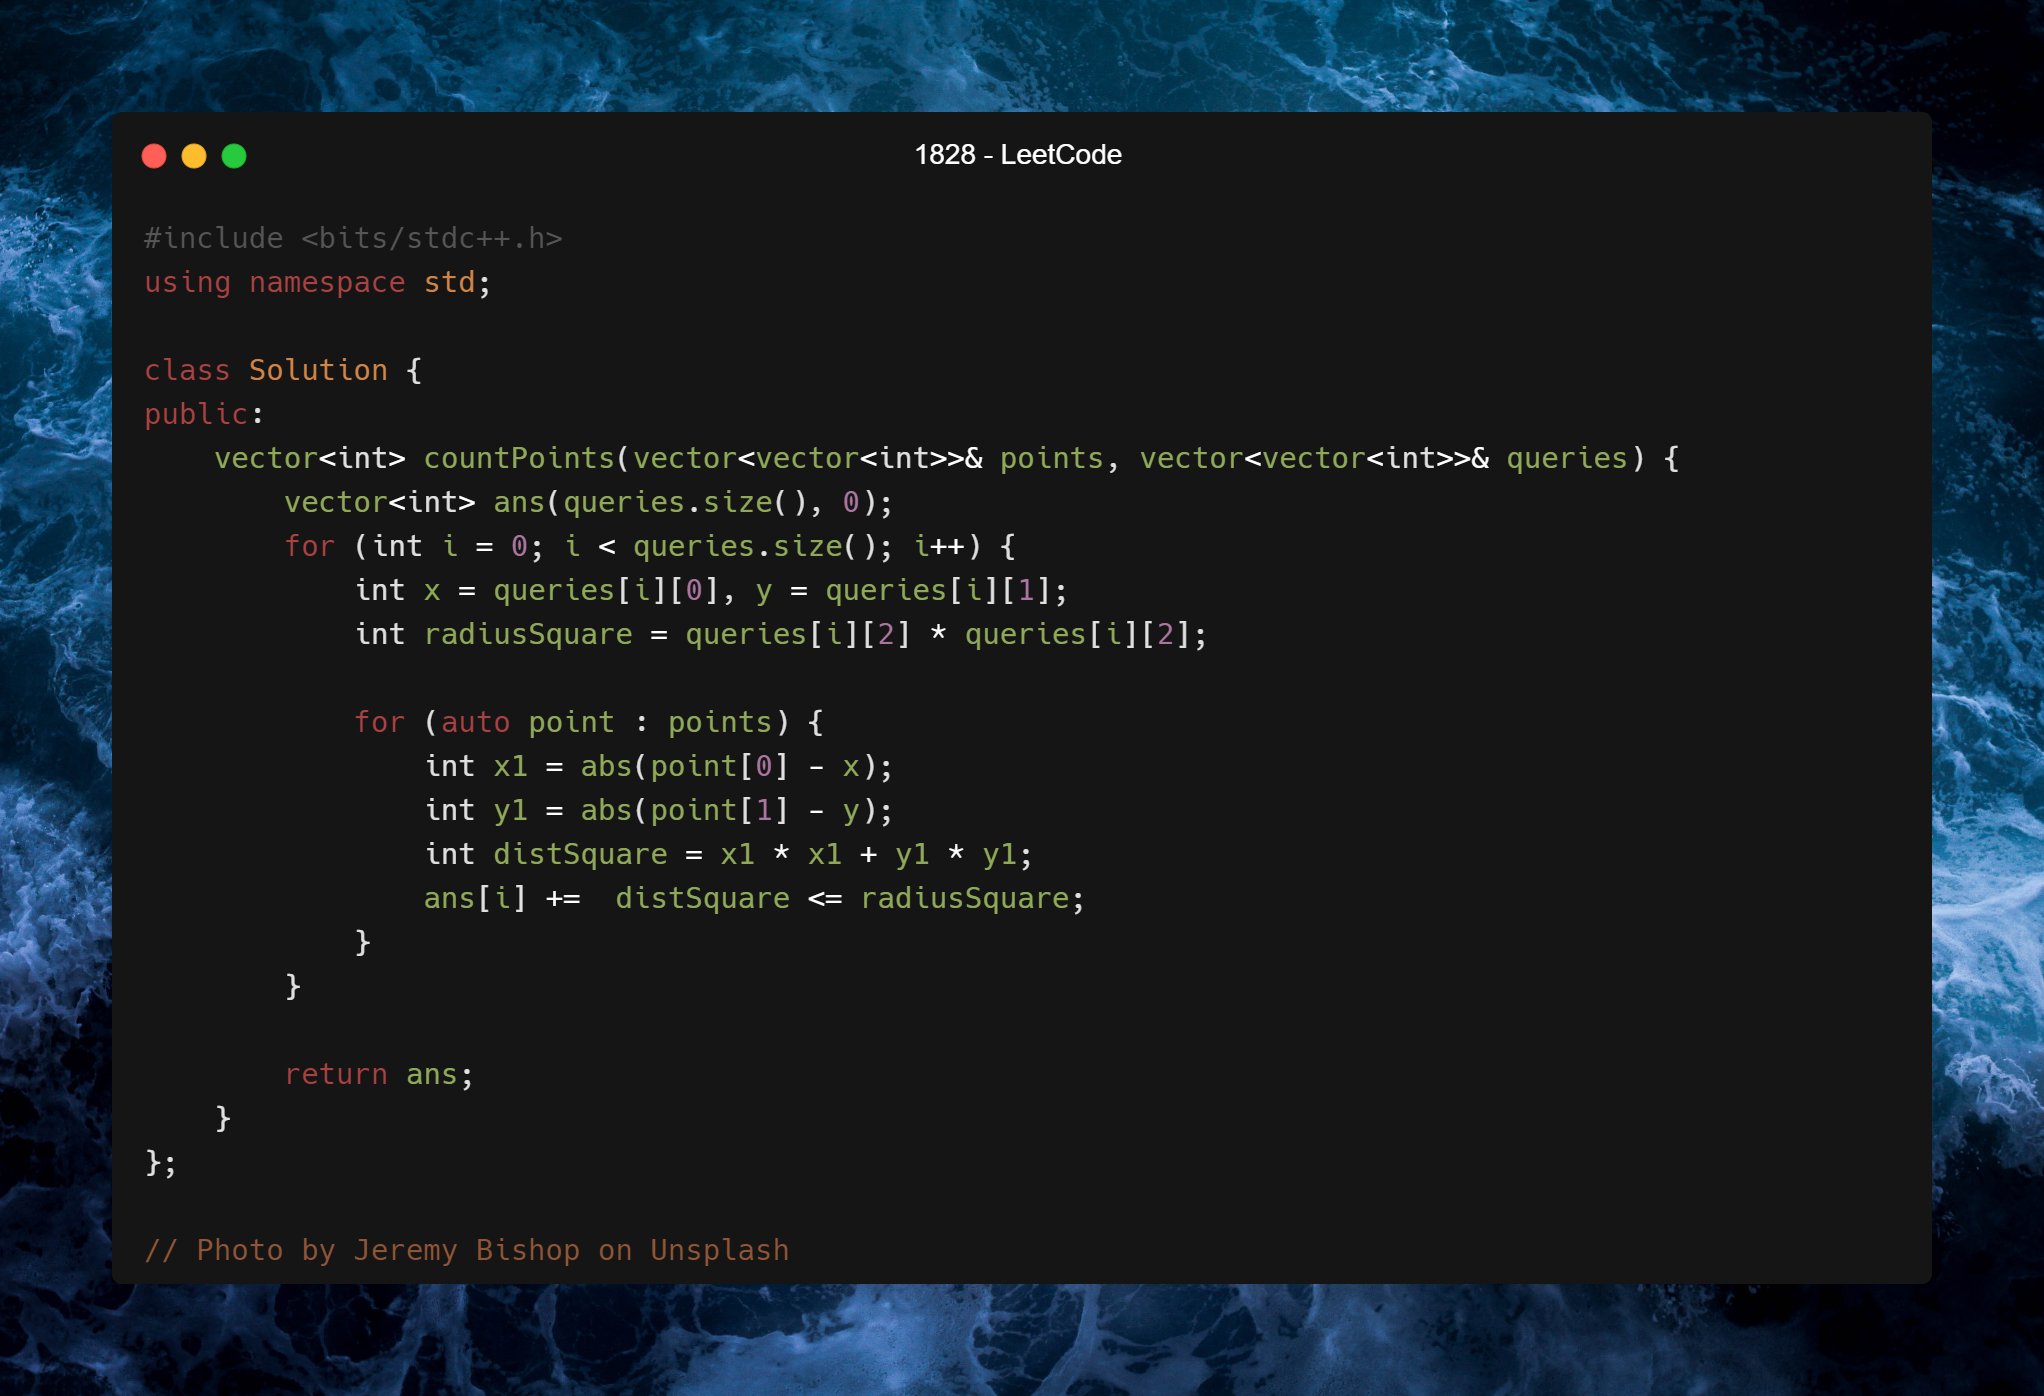 1828 - LeetCode
#include <bits/stdc++.h>
using namespace std;
class Solution {
public:
    vector<int> countPoints(vector<vector<int>>& points, vector<vector<int>>& queries) {
        vector<int> ans(queries.size(), 0);
        for (int i = 0; i < queries.size(); i++) {
            int x = queries[i][0], y = queries[i][1];
            int radiusSquare = queries[i][2] * queries[i][2];
            for (auto point : points) {
                int x1 = abs(point[0] - x);
                int y1 = abs(point[1] - y);
                int distSquare = x1 * x1 + y1 * y1;
                ans[i] +=  distSquare <= radiusSquare;
            }
        }
        return ans;
    }
};
// Photo by Jeremy Bishop on Unsplash